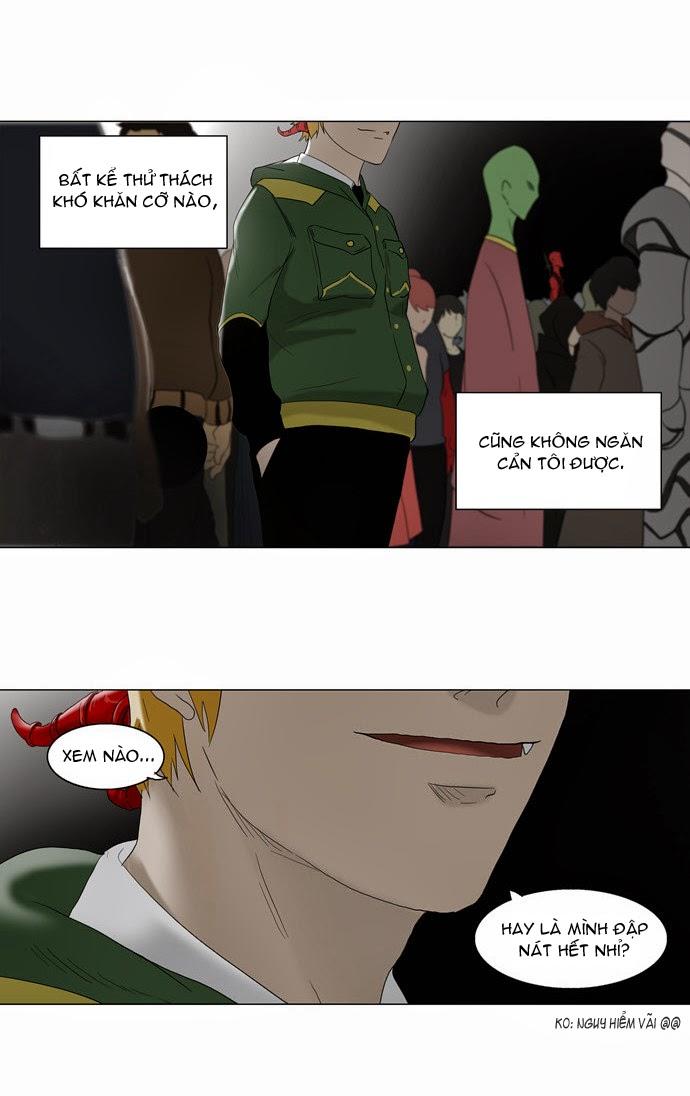 BẤT KỂ THỬ THÁCH
KHÓ KHĂN CỠ NÀO,
CŨNG KHÔNG NGĂN
CẢN TÔI ĐƯỢC.
XEM NÀO...
HAY LÀ MÌNH ĐẬP
NÁT HẾT NHỈ?
KO: NGUY HIỂM VÃI @@